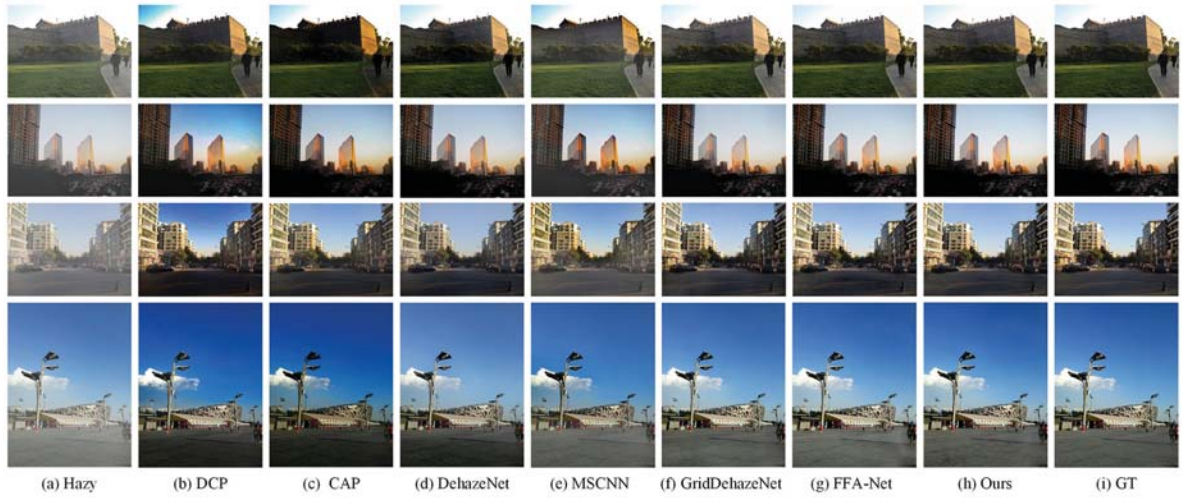 (a) Hazy (b) DCP (c) CAP (d) DehazeNet (e) MSCNN (f) GridDehazeNet (g) FFA-Net (h) Ours (i) GT